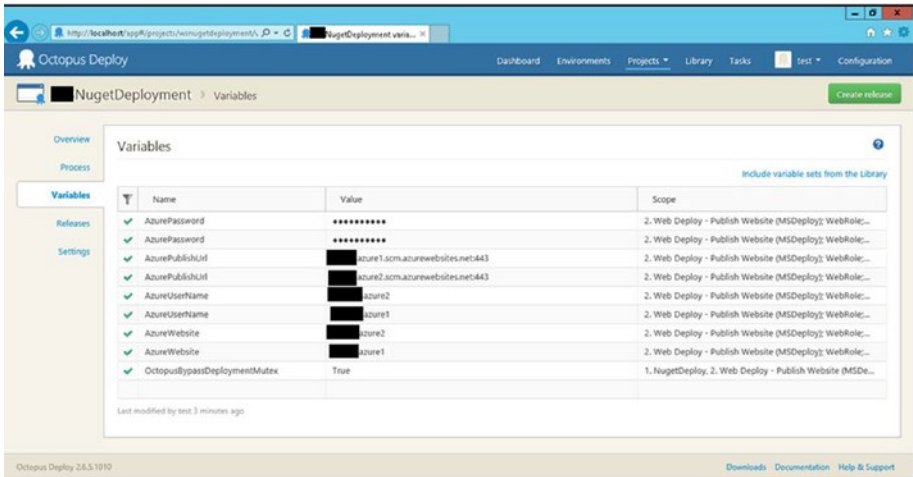 http://localhost/app#/projects/wsnugetdeployment/v
NugetDeployment varia...
Octopus Deploy
Dashboard Environments Projects Library Tasks test Configuration
NugetDeployment > Variables
Create release
Overview
Process
Variables
Releases
Settings
Variables
Include variable sets from the Library
Name Value Scope
AzurePassword •••••••••• 2. Web Deploy - Publish Website (MSDeploy); WebRole;...
AzurePassword •••••••••• 2. Web Deploy - Publish Website (MSDeploy); WebRole;...
AzurePublishUrl azure1.scm.azurewebsites.net:443 2. Web Deploy - Publish Website (MSDeploy); WebRole;...
AzurePublishUrl azure2.scm.azurewebsites.net:443 2. Web Deploy - Publish Website (MSDeploy); WebRole;...
AzureUserName azure2 2. Web Deploy - Publish Website (MSDeploy); WebRole;...
AzureUserName azure1 2. Web Deploy - Publish Website (MSDeploy); WebRole;...
AzureWebsite azure2 2. Web Deploy - Publish Website (MSDeploy); WebRole;...
AzureWebsite azure1 2. Web Deploy - Publish Website (MSDeploy); WebRole;...
OctopusBypassDeploymentMutex True 1. NugetDeploy, 2. Web Deploy - Publish Website (MSDe...
Last modified by test 3 minutes ago
Octopus Deploy 2.6.5.1010
Downloads Documentation Help & Support